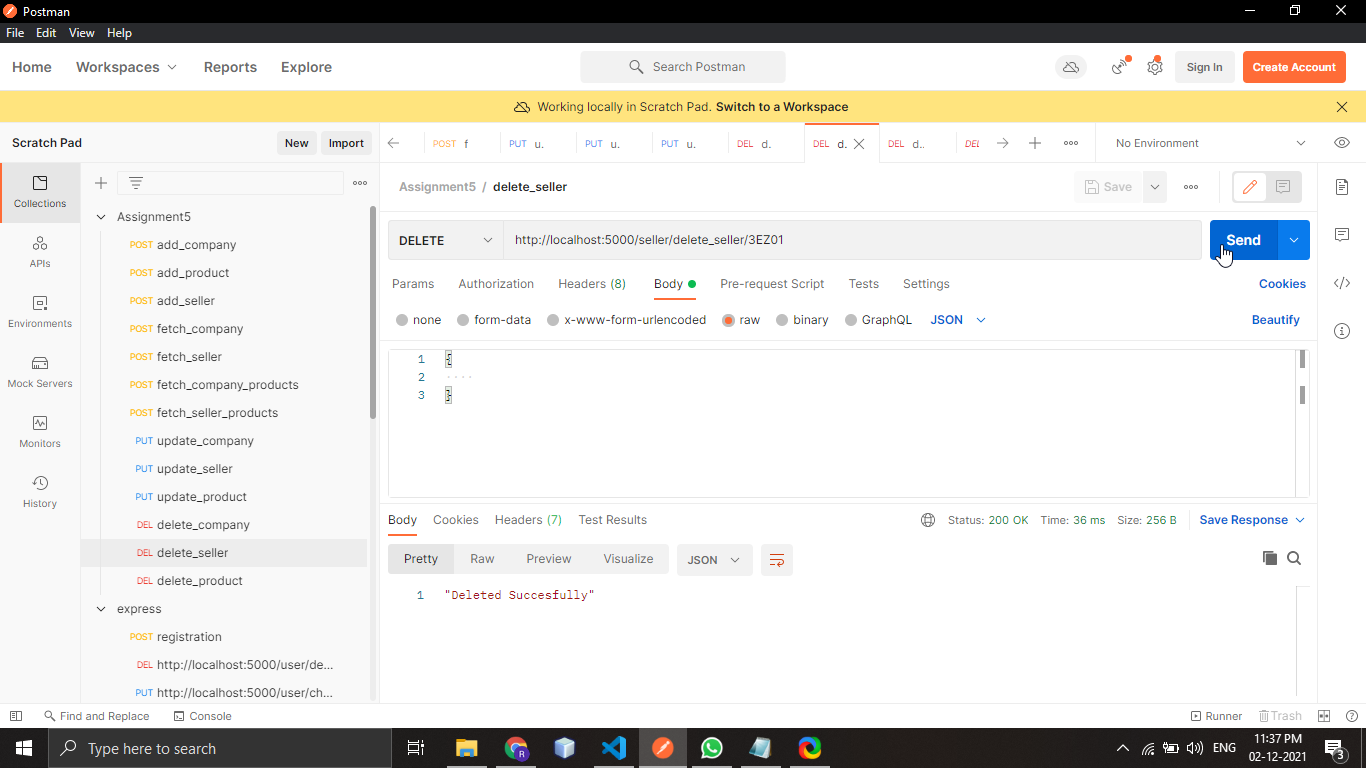 Postman
File Edit View Help
Home Workspaces Reports Explore Search Postman Sign In Create Account
Working locally in Scratch Pad. Switch to a Workspace
Scratch Pad New Import
POST f PUT u. PUT u. PUT u. DEL d. DEL d. DEL d.. DEL
No Environment
Collections
APIs
Environments
Mock Servers
Monitors
History
Assignment5
POST add_company
POST add_product
POST add_seller
POST fetch_company
POST fetch_seller
POST fetch_company_products
POST fetch_seller_products
PUT update_company
PUT update_seller
PUT update_product
DEL delete_company
DEL delete_seller
DEL delete_product
express
POST registration
DEL http://localhost:5000/user/de...
PUT http://localhost:5000/user/ch...
Assignment5 / delete_seller Save
DELETE http://localhost:5000/seller/delete_seller/3EZ01 Send
Params Authorization Headers (8) Body Pre-request Script Tests Settings Cookies
none form-data x-www-form-urlencoded raw binary GraphQL JSON Beautify
1 {
2 ....
3 }
Body Cookies Headers (7) Test Results Status: 200 OK Time: 36 ms Size: 256 B Save Response
Pretty Raw Preview Visualize JSON
1 "Deleted Succesfully"
Find and Replace Console Runner Trash
Type here to search
R
ENG
11:37 PM
02-12-2021
3